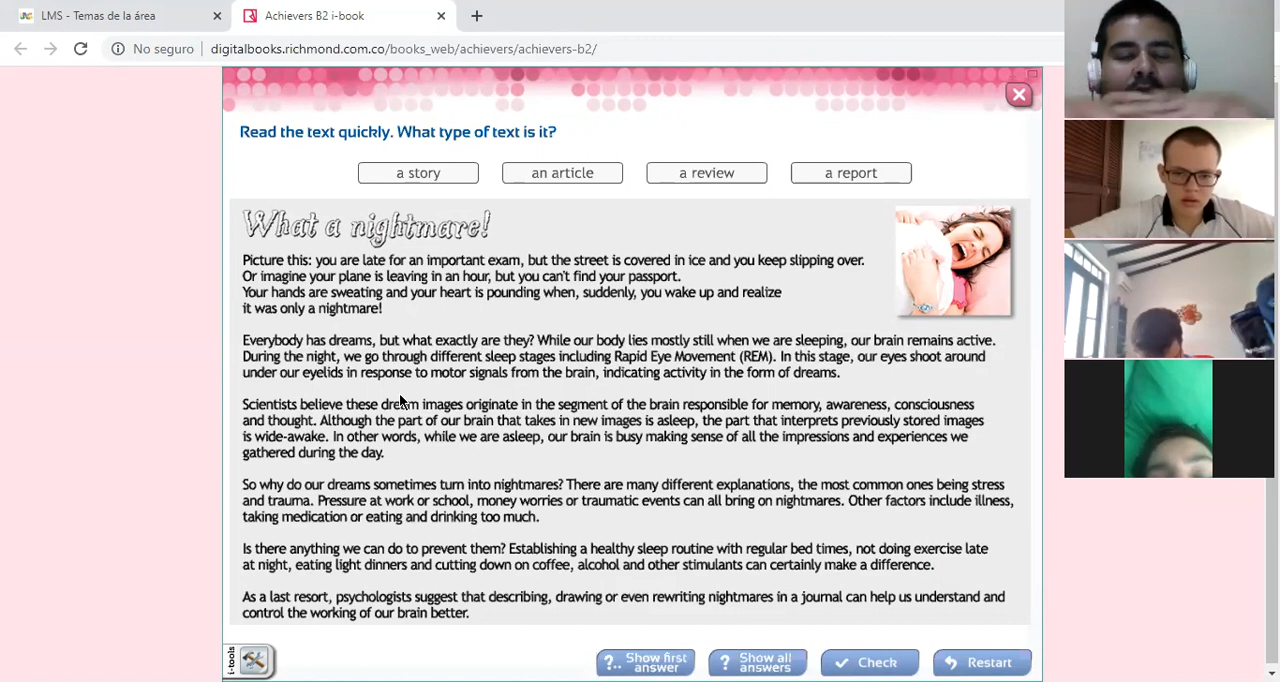 LMS - Temas de la área
Achievers B2 i-book
No seguro
digitalbooks.richmond.com.co/books_web/achievers/achievers-b2/
Read the text quickly. What type of text is it?
a story
an article
a review
a report
What a nightmare!
Picture this: you are late for an important exam, but the street is covered in ice and you keep slipping over.
Or imagine your plane is leaving in an hour, but you can't find your passport.
Your hands are sweating and your heart is pounding when, suddenly, you wake up and realize
it was only a nightmare!
Everybody has dreams, but what exactly are they? While our body lies mostly still when we are sleeping, our brain remains active.
During the night, we go through different sleep stages including Rapid Eye Movement (REM). In this stage, our eyes shoot around
under our eyelids in response to motor signals from the brain, indicating activity in the form of dreams.
Scientists believe these dream images originate in the segment of the brain responsible for memory, awareness, consciousness
and thought. Although the part of our brain that takes in new images is asleep, the part that interprets previously stored images
is wide-awake. In other words, while we are asleep, our brain is busy making sense of all the impressions and experiences we
gathered during the day.
So why do our dreams sometimes turn into nightmares? There are many different explanations, the most common ones being stress
and trauma. Pressure at work or school, money worries or traumatic events can all bring on nightmares. Other factors include illness,
taking medication or eating and drinking too much.
Is there anything we can do to prevent them? Establishing a healthy sleep routine with regular bed times, not doing exercise late
at night, eating light dinners and cutting down on coffee, alcohol and other stimulants can certainly make a difference.
As a last resort, psychologists suggest that describing, drawing or even rewriting nightmares in a journal can help us understand and
control the working of our brain better.
i-tools
?.. Show first
answer
? Show all
answers
Check
Restart